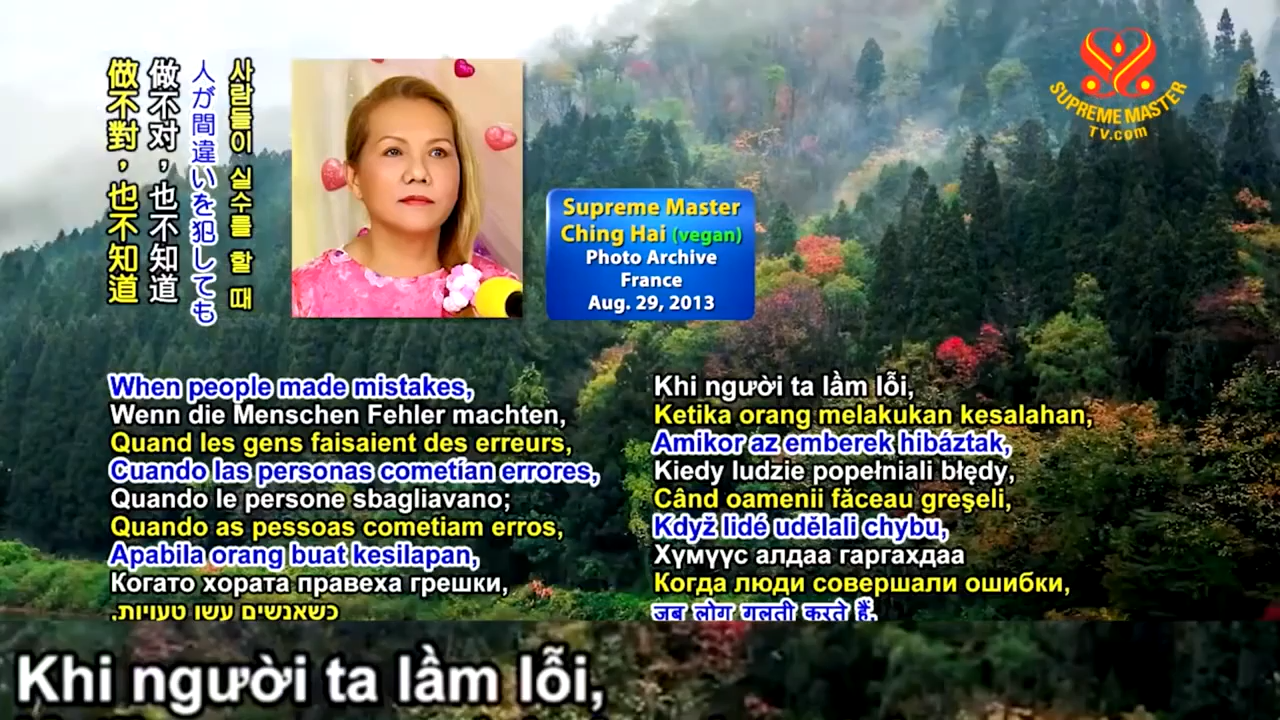 做不對，也不知道
做不对，也不知道
人が間違いを犯しても
사람들이 실수를 할 때
SUPREME MASTER
TV.com
Supreme Master
Ching Hai (vegan)
Photo Archive
France
Aug. 29, 2013
When people made mistakes,
Wenn die Menschen Fehler machten,
Quand les gens faisaient des erreurs,
Cuando las personas cometían errores,
Quando le persone sbagliavano;
Quando as pessoas cometiam erros,
Apabila orang buat kesilapan,
Когато хората правеха грешки,
כשאנשים עשו טעויות,
Khi người ta lầm lỗi,
Ketika orang melakukan kesalahan,
Amikor az emberek hibáztak,
Kiedy ludzie popełniali błędy,
Când oamenii făceau greşeli,
Když lidé udělali chybu,
Хүмүүс алдаа гаргахдаа
Когда люди совершали ошибки,
जब लोग गलती करते हैं,
Khi người ta lầm lỗi,